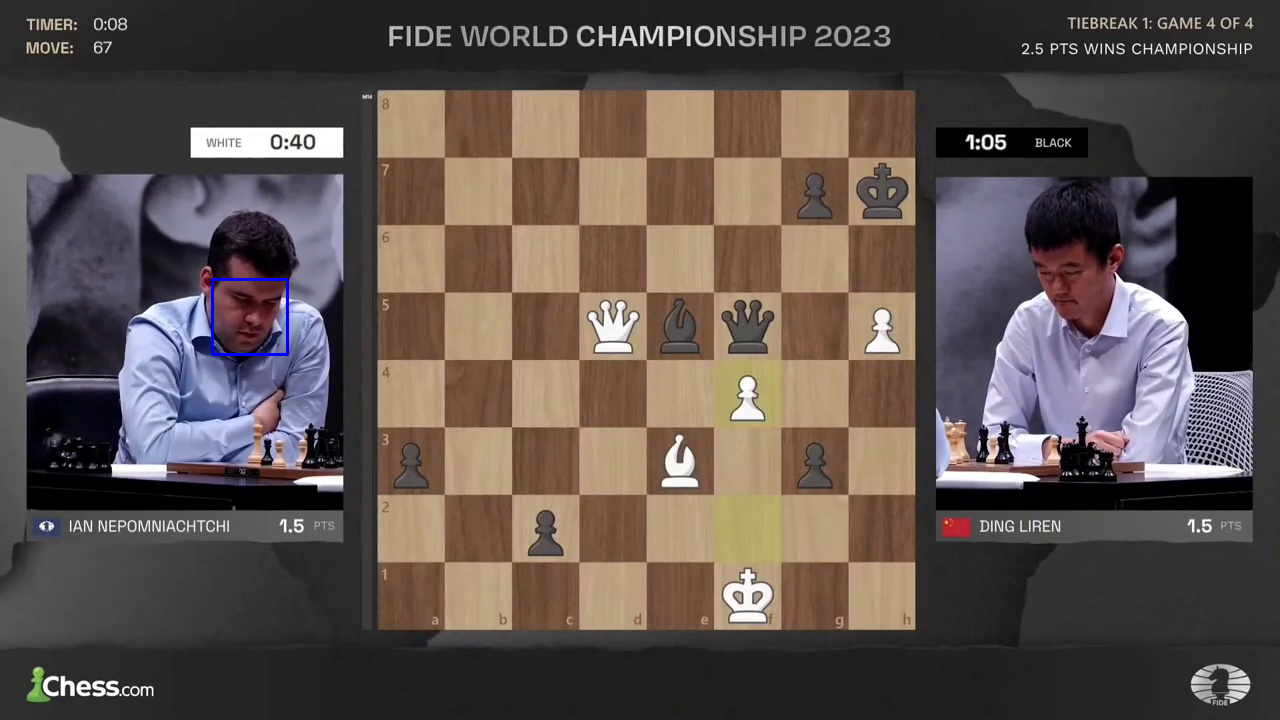 TIMER: 0:08
MOVE: 67
FIDE WORLD CHAMPIONSHIP 2023
TIEBREAK 1: GAME 4 OF 4
2.5 PTS WINS CHAMPIONSHIP
WHITE 0:40
1:05 BLACK
M14
8
7
6
5
4
3
2
1
a b c d e f g h
IAN NEPOMNIACHTCHI 1.5 PTS
DING LIREN 1.5 PTS
Chess.com
FIDE